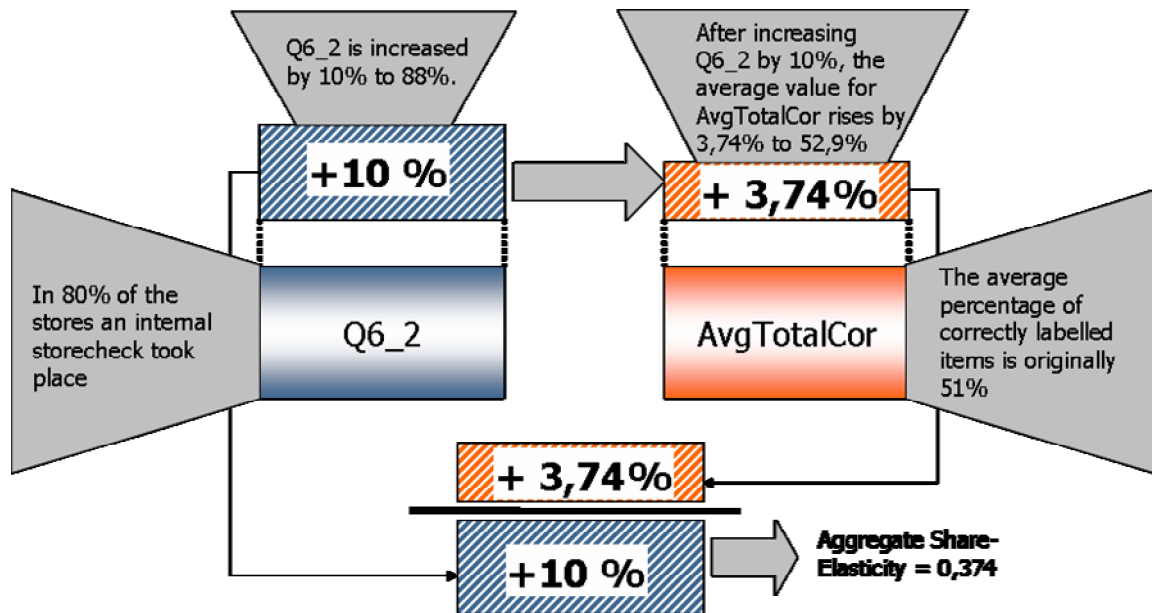 Q6_2 is increased
by 10% to 88%.
After increasing
Q6_2 by 10%, the
average value for
AvgTotalCor rises by
3,74% to 52,9%
+10 %
+ 3,74%
In 80% of the
stores an internal
storecheck took
place
Q6_2
AvgTotalCor
The average
percentage of
correctly labelled
items is originally
51%
+ 3,74%
+10 %
Aggregate Share-
Elasticity = 0,374